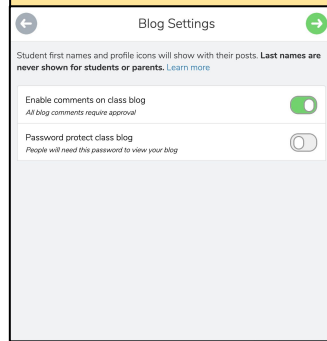 Blog Settings
Student first names and profile icons will show with their posts. Last names are
never shown for students or parents. Learn more
Enable comments on class blog
All blog comments require approval
Password protect class blog
People will need this password to view your blog